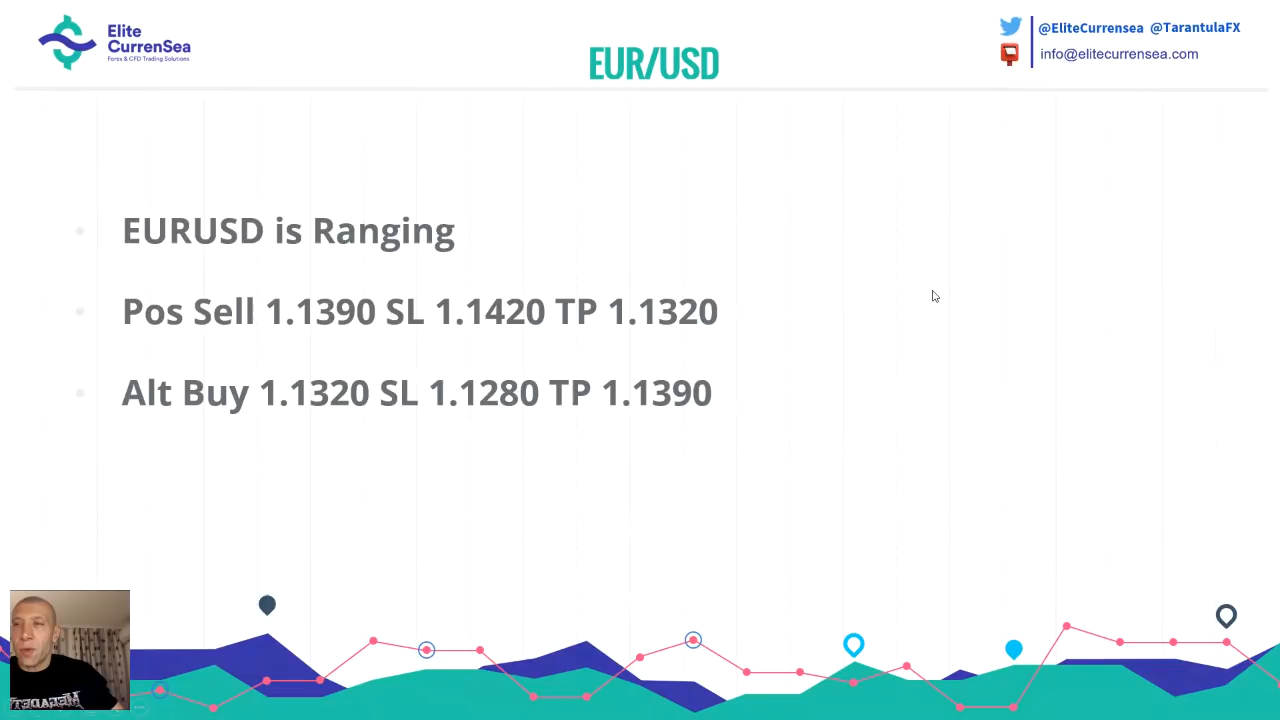 Elite
CurrenSea
Forex & CFD Trading Solutions
EUR/USD
@EliteCurrensea @TarantulaFX
info@elitecurrensea.com
EURUSD is Ranging
Pos Sell 1.1390 SL 1.1420 TP 1.1320
Alt Buy 1.1320 SL 1.1280 TP 1.1390